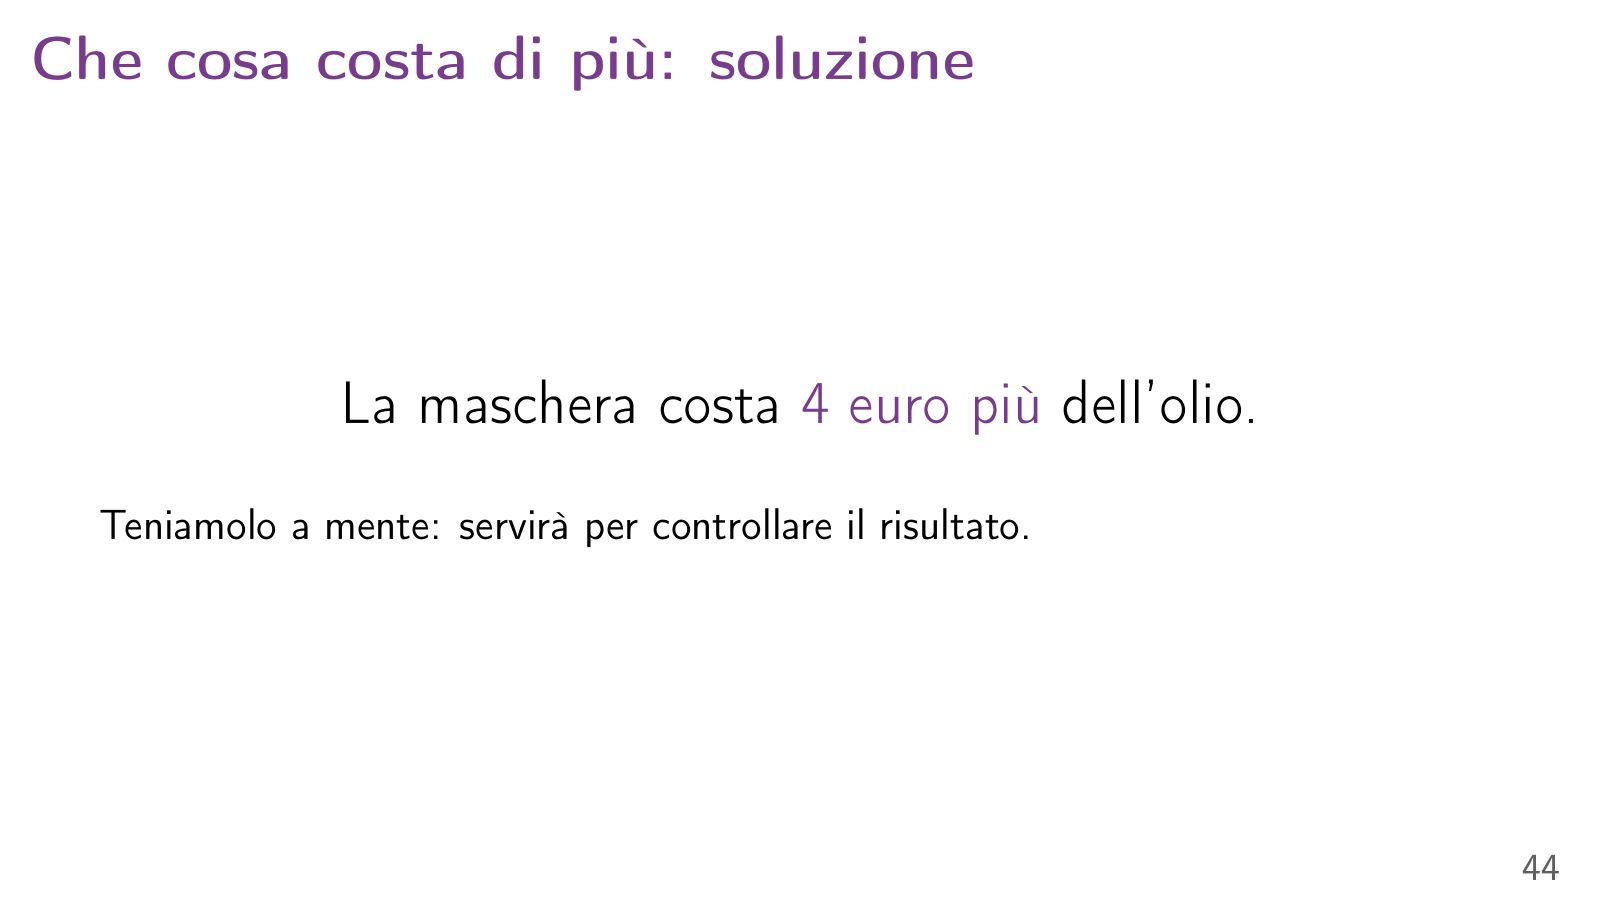 Che cosa costa di più: soluzione
La maschera costa 4 euro più dell'olio.
Teniamolo a mente: servirà per controllare il risultato.
44